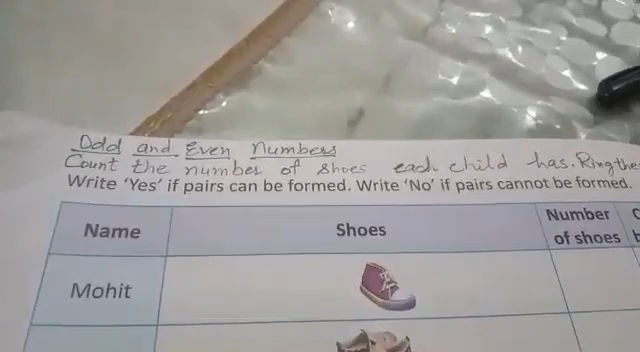 Odd and Even Numbers
Count the number of shoes each child has. Ring the
Write 'Yes' if pairs can be formed. Write 'No' if pairs cannot be formed.
Name Shoes Number of shoes
Mohit